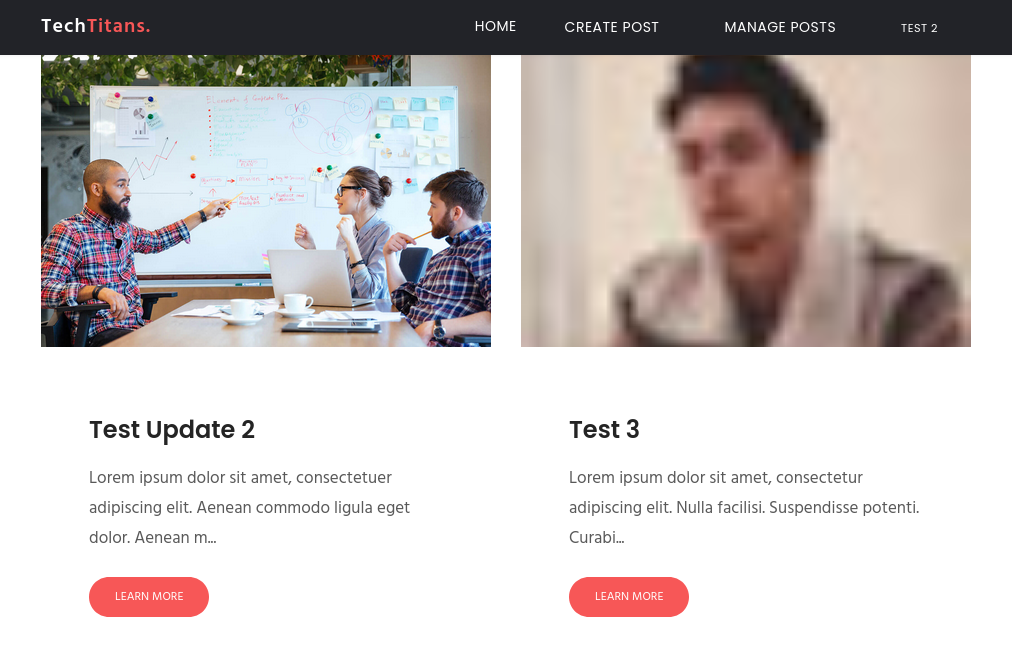 TechTitans.
HOME
CREATE POST
MANAGE POSTS
TEST 2
Test Update 2
Lorem ipsum dolor sit amet, consectetuer
adipiscing elit. Aenean commodo ligula eget
dolor. Aenean m...
LEARN MORE
Test 3
Lorem ipsum dolor sit amet, consectetur
adipiscing elit. Nulla facilisi. Suspendisse potenti.
Curabi...
LEARN MORE